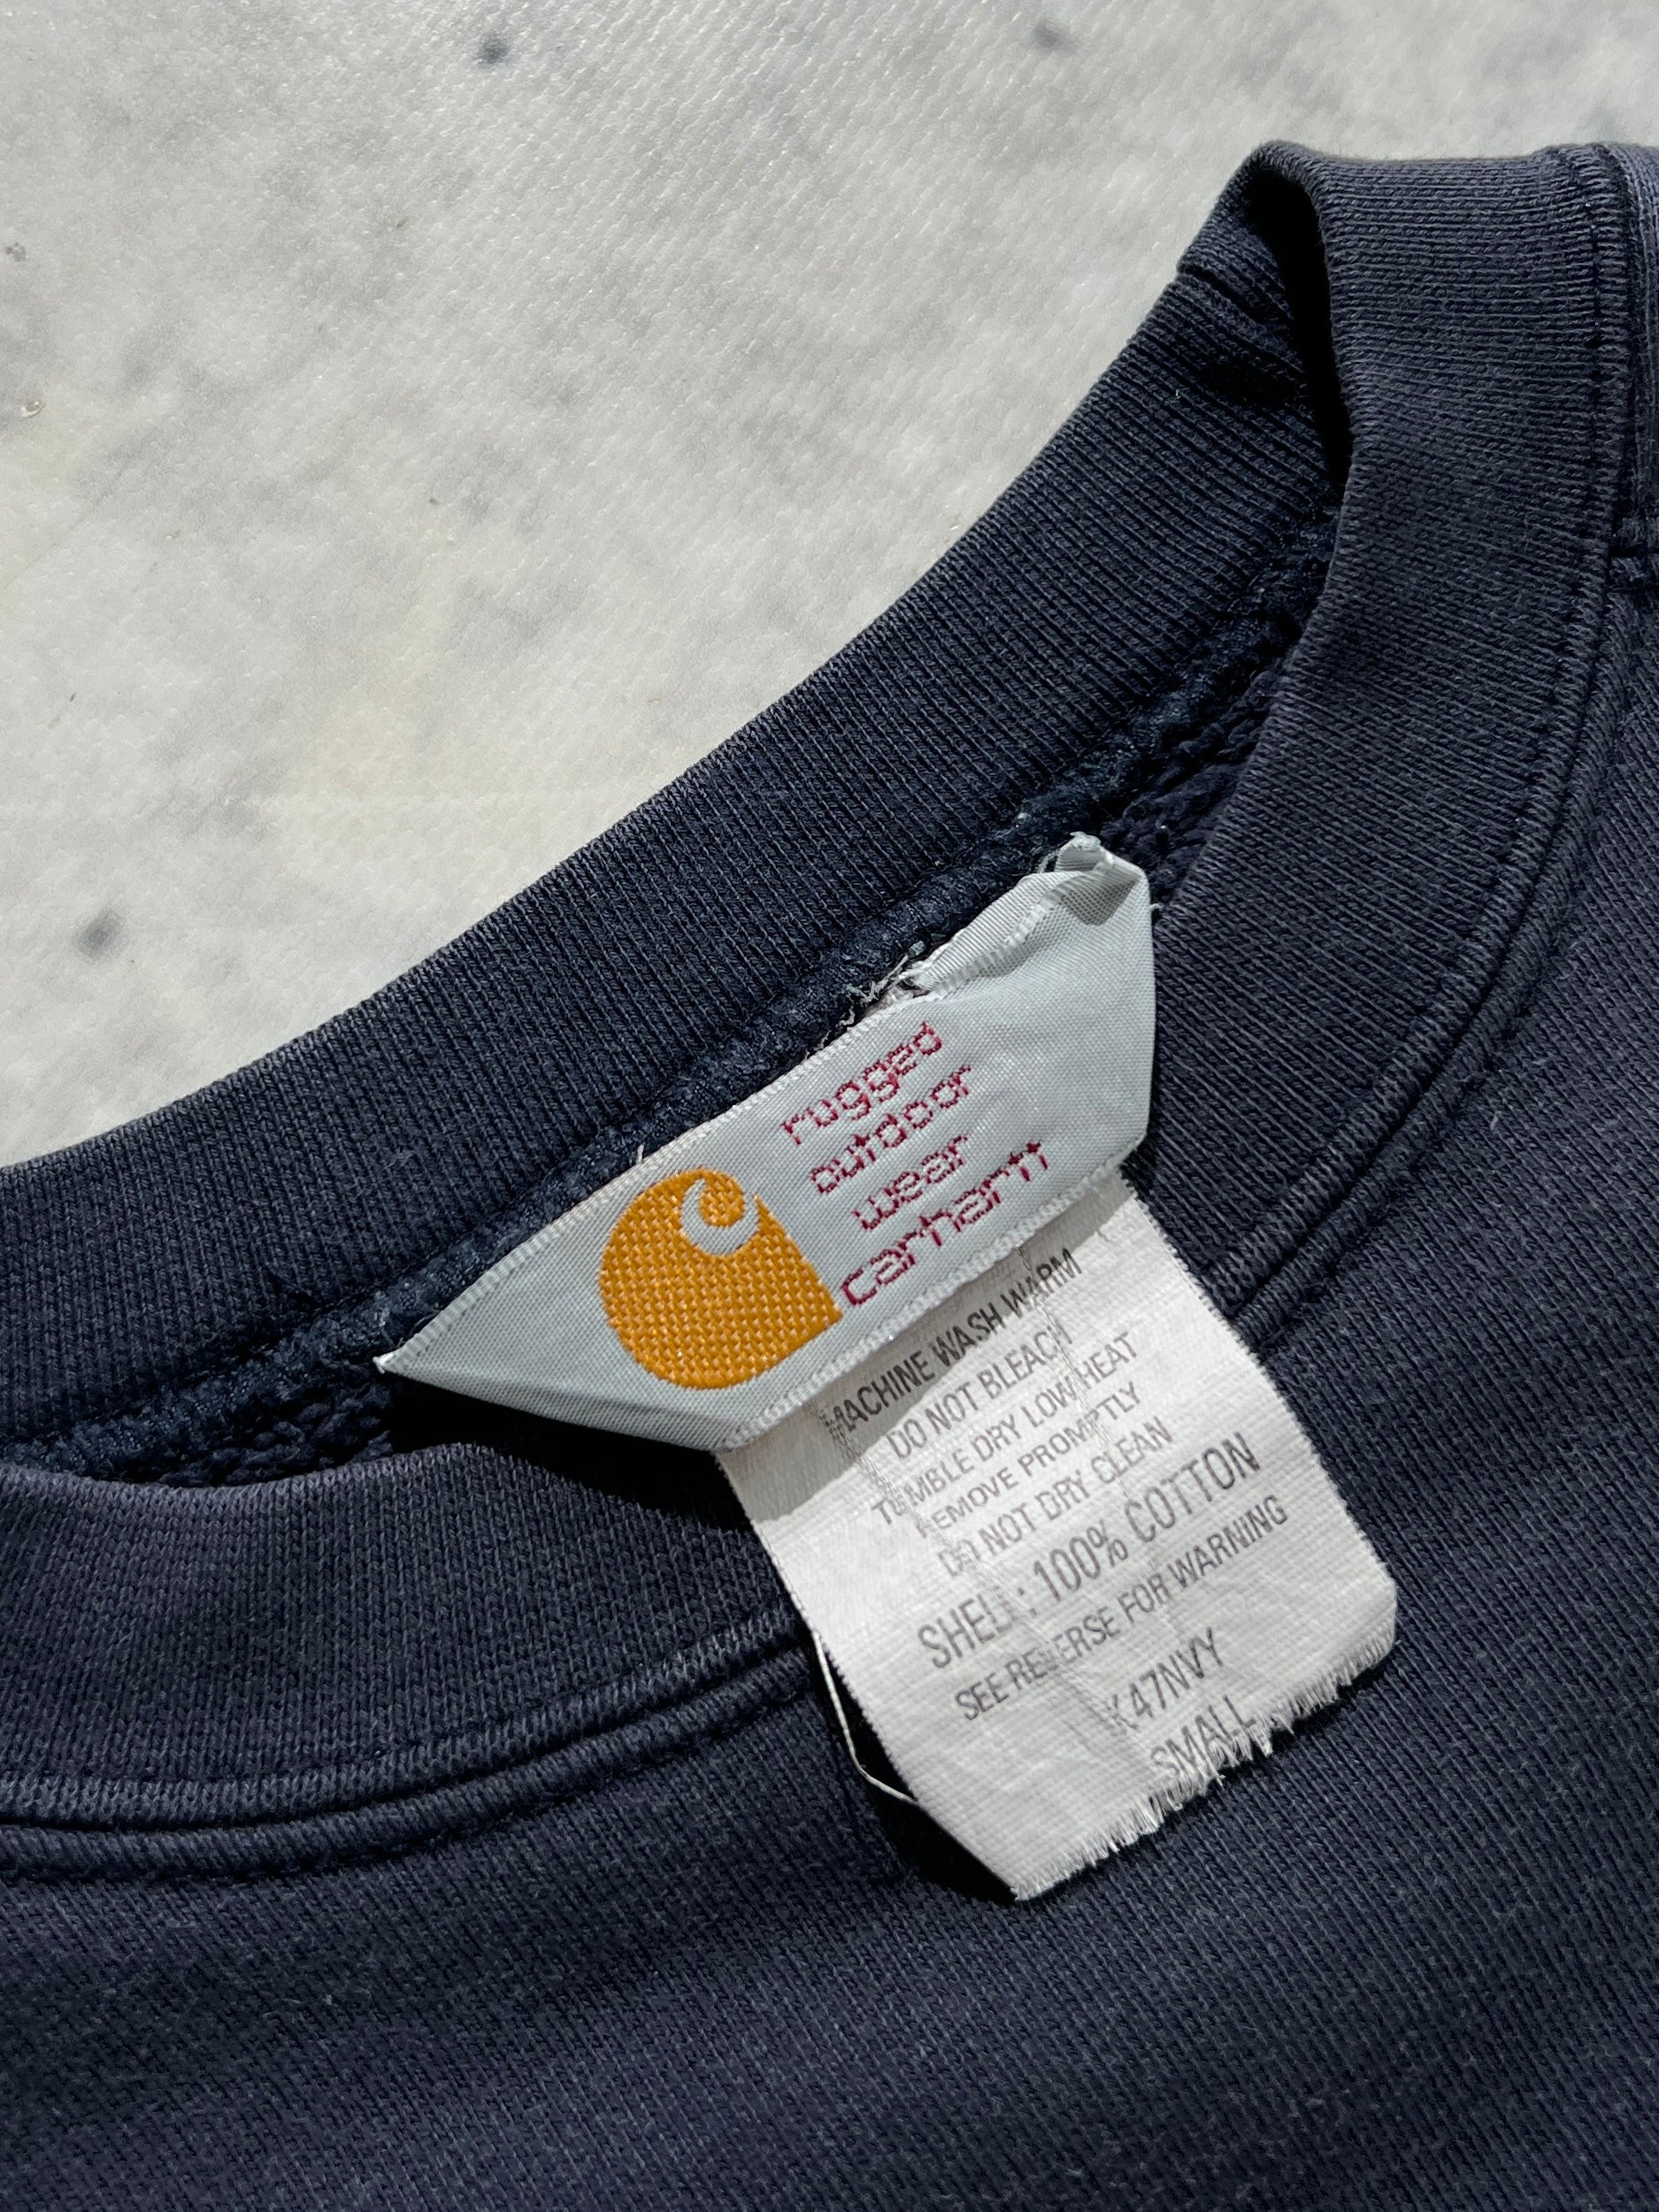 rugged
outdoor
wear
carhartt
MACHINE WASH WARM
DO NOT BLEACH
TUMBLE DRY LOW HEAT
REMOVE PROMPTLY
DO NOT DRY CLEAN
SHELL: 100% COTTON
SEE REVERSE FOR WARNING
K47NVY
SMALL